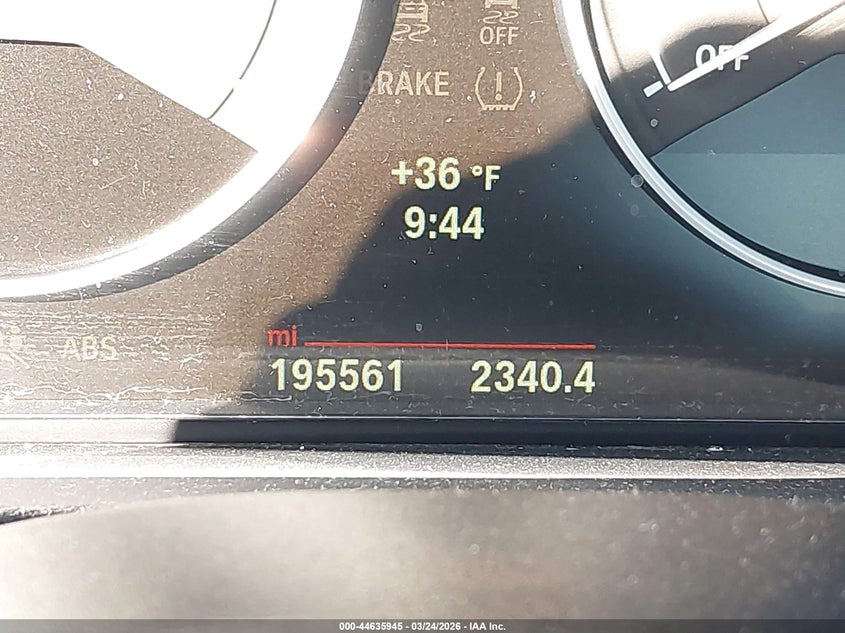 OFF
OFF
BRAKE
+36 °F
9:44
mi
ABS
195561 2340.4
000-44635945 - 03/24/2026 - IAA Inc.